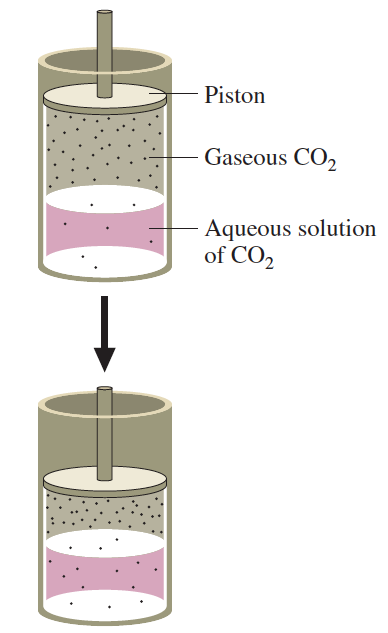 Piston
Gaseous CO₂
Aqueous solution
of CO₂